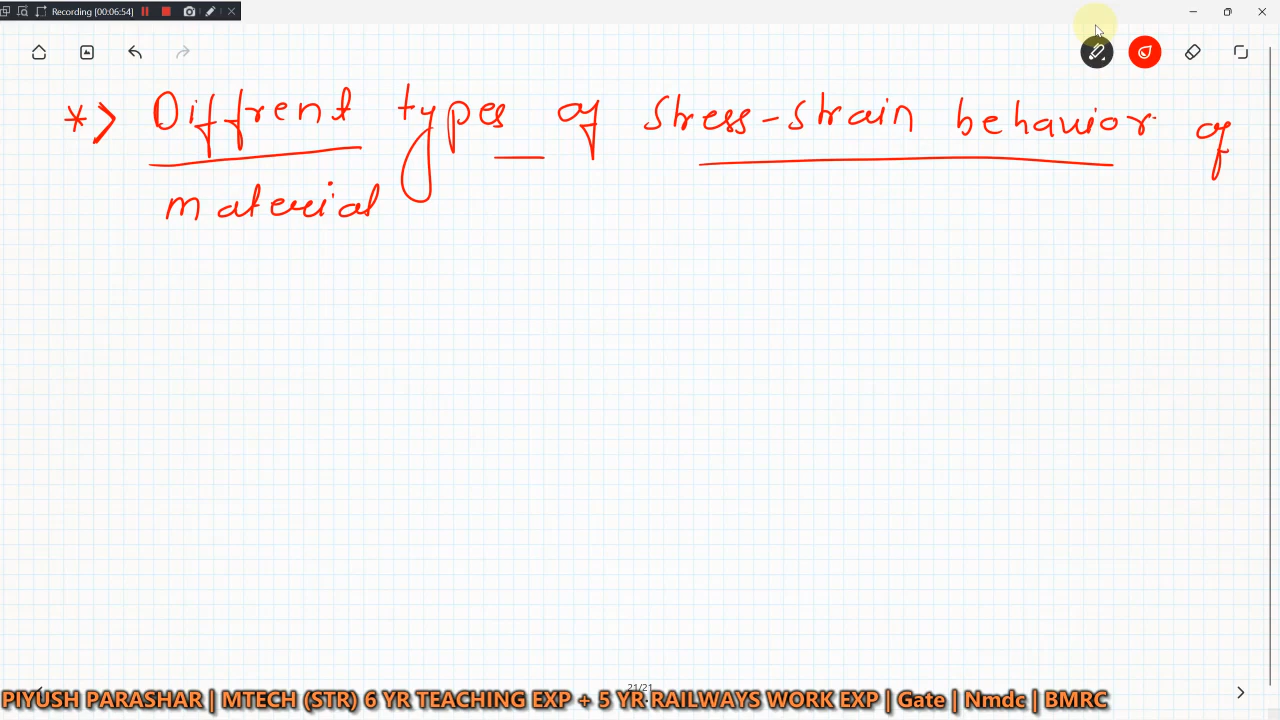 Recording [00:06:54]
*> Diffrent types of stress-strain behavior of
material
21/21
PIYUSH PARASHAR | MTECH (STR) 6 YR TEACHING EXP + 5 YR RAILWAYS WORK EXP | Gate | Nmdc | BMRC